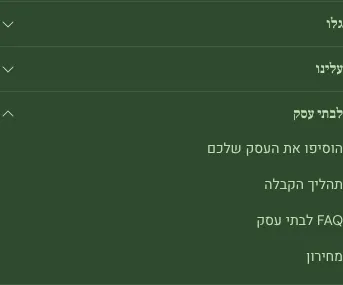 גלו
עלינו
לבתי עסק
הוסיפו את העסק שלכם
תהליך הקבלה
FAQ לבתי עסק
מחירון